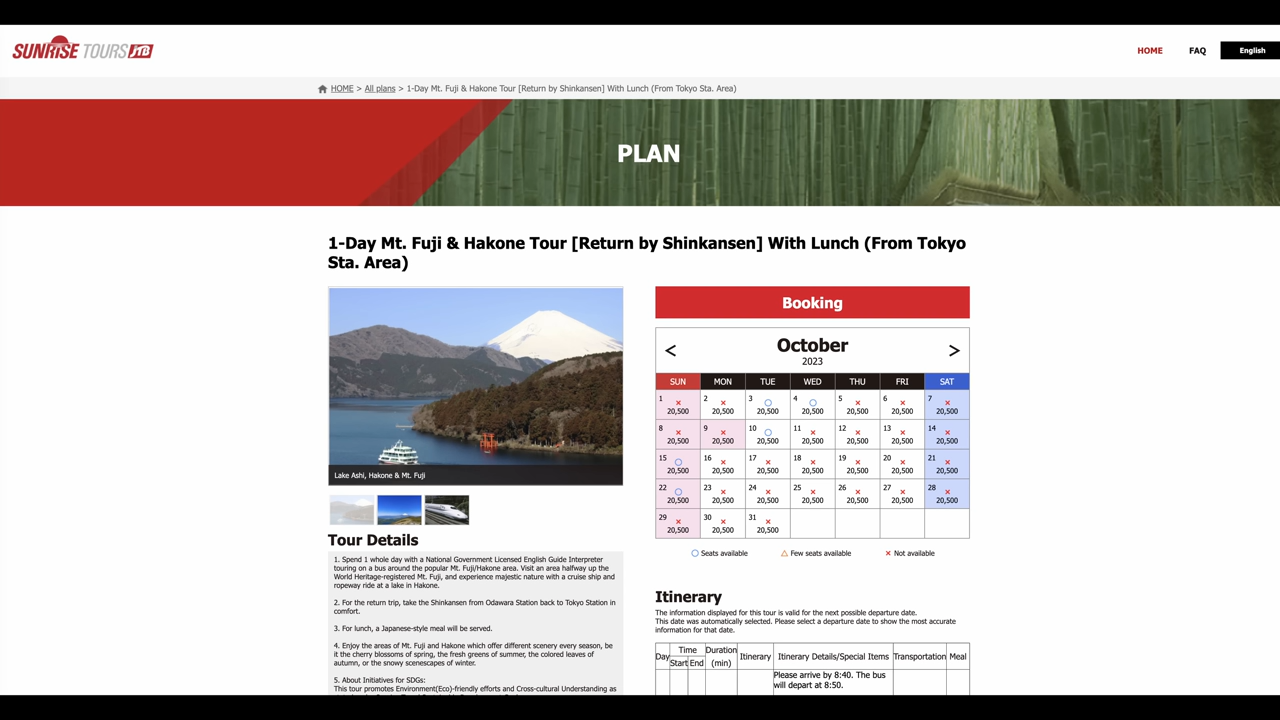 SUNRISE TOURS JTB
HOME
FAQ
English
HOME > All plans > 1-Day Mt. Fuji & Hakone Tour [Return by Shinkansen] With Lunch (From Tokyo Sta. Area)
PLAN
1-Day Mt. Fuji & Hakone Tour [Return by Shinkansen] With Lunch (From Tokyo
Sta. Area)
Lake Ashi, Hakone & Mt. Fuji
Tour Details
1. Spend 1 whole day with a National Government Licensed English Guide Interpreter
touring on a bus around the popular Mt. Fuji/Hakone area. Visit an area halfway up the
World Heritage-registered Mt. Fuji, and experience majestic nature with a cruise ship and
ropeway ride at a lake in Hakone.
2. For the return trip, take the Shinkansen from Odawara Station back to Tokyo Station in
comfort.
3. For lunch, a Japanese-style meal will be served.
4. Enjoy the areas of Mt. Fuji and Hakone which offer different scenery every season, be
it the cherry blossoms of spring, the fresh greens of summer, the colored leaves of
autumn, or the snowy scenescapes of winter.
5. About Initiatives for SDGs:
This tour promotes Environment(Eco)-friendly efforts and Cross-cultural Understanding as
Booking
< October >
2023
SUN MON TUE WED THU FRI SAT
1 × 2 × 3 ○ 4 ○ 5 × 6 × 7 ×
20,500 20,500 20,500 20,500 20,500 20,500 20,500
8 × 9 × 10 ○ 11 × 12 × 13 × 14 ×
20,500 20,500 20,500 20,500 20,500 20,500 20,500
15 ○ 16 × 17 × 18 × 19 × 20 × 21 ×
20,500 20,500 20,500 20,500 20,500 20,500 20,500
22 ○ 23 × 24 × 25 × 26 × 27 × 28 ×
20,500 20,500 20,500 20,500 20,500 20,500 20,500
29 × 30 × 31 ×
20,500 20,500 20,500
○ Seats available △ Few seats available × Not available
Itinerary
The information displayed for this tour is valid for the next possible departure date.
This date was automatically selected. Please select a departure date to show the most accurate
information for that date.
Day Time Duration Itinerary Itinerary Details/Special Items Transportation Meal
Start End (min)
Please arrive by 8:40. The bus
will depart at 8:50.